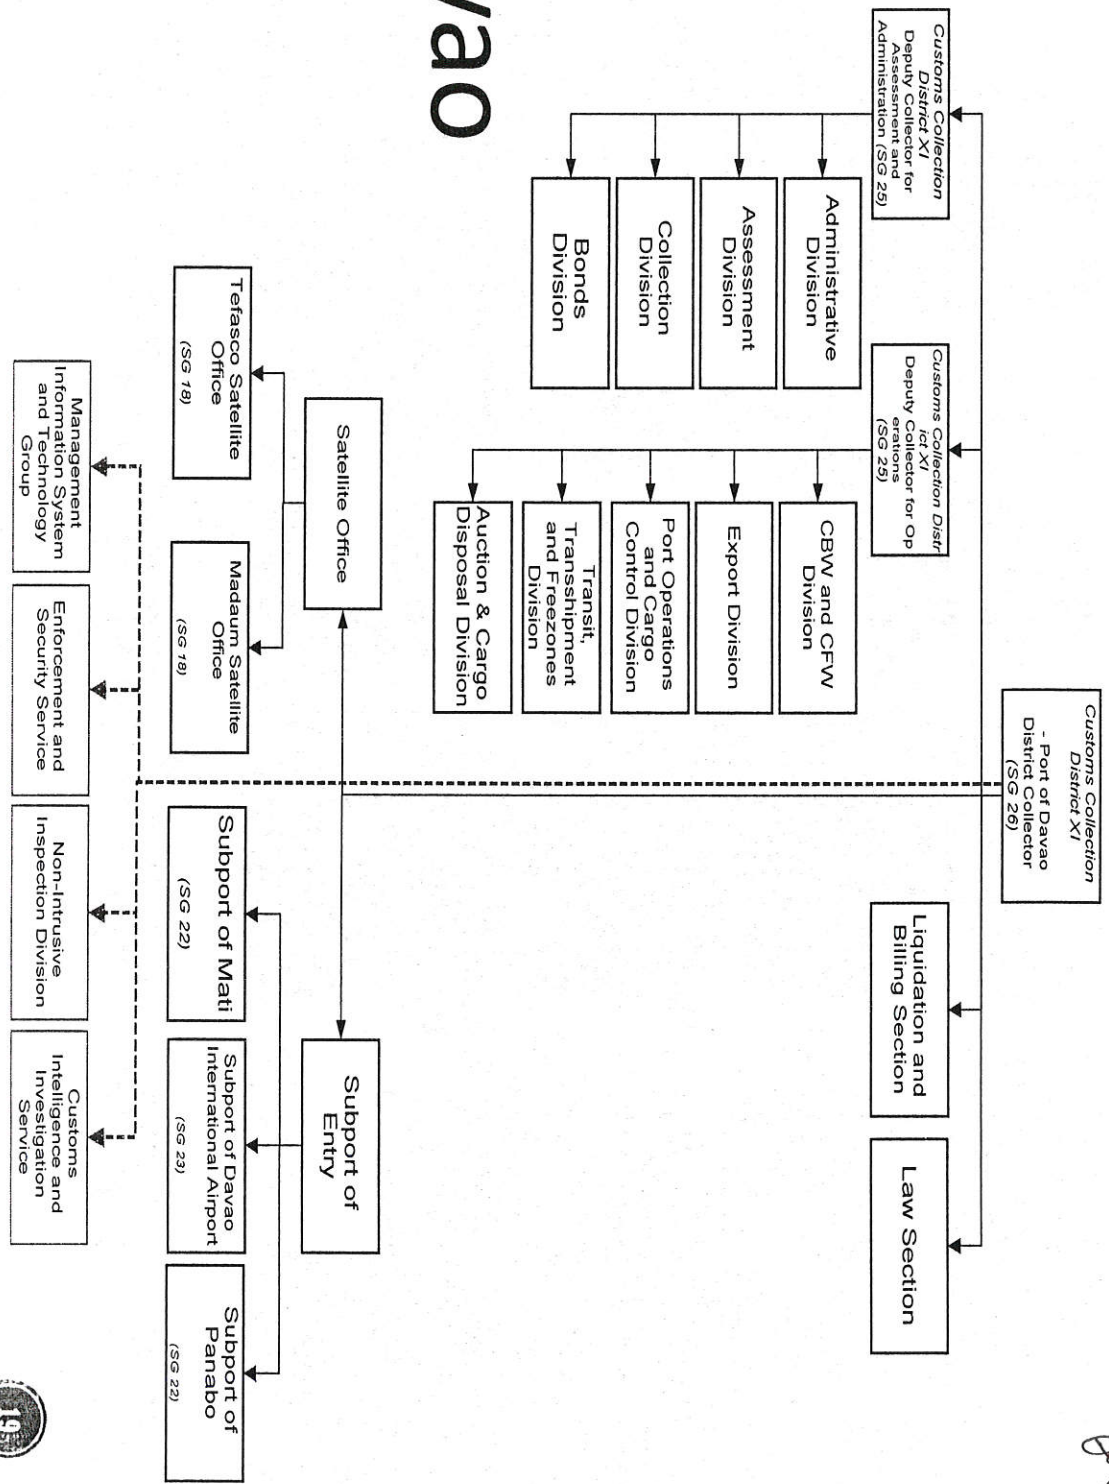 vao
Customs Collection
District XI
- Port of Davao
District Collector
(SG 26)
Customs Collection
District XI
Deputy Collector for
Assessment and
Administration (SG 25)
Customs Collection Distr
ict XI
Deputy Collector for Op
erations
(SG 25)
Liquidation and
Billing Section
Law Section
Administrative
Division
Assessment
Division
Collection
Division
Bonds
Division
CBW and CFW
Division
Export Division
Port Operations
and Cargo
Control Division
Transit,
Transshipment
and Freezones
Division
Auction & Cargo
Disposal Division
Satellite Office
Subport of
Entry
Tefasco Satellite
Office
(SG 18)
Madaum Satellite
Office
(SG 18)
Subport of Mati
(SG 22)
Subport of Davao
International Airport
(SG 23)
Subport of
Panabo
(SG 22)
Management
Information System
and Technology
Group
Enforcement and
Security Service
Non-Intrusive
Inspection Division
Customs
Intelligence and
Investigation
Service
19